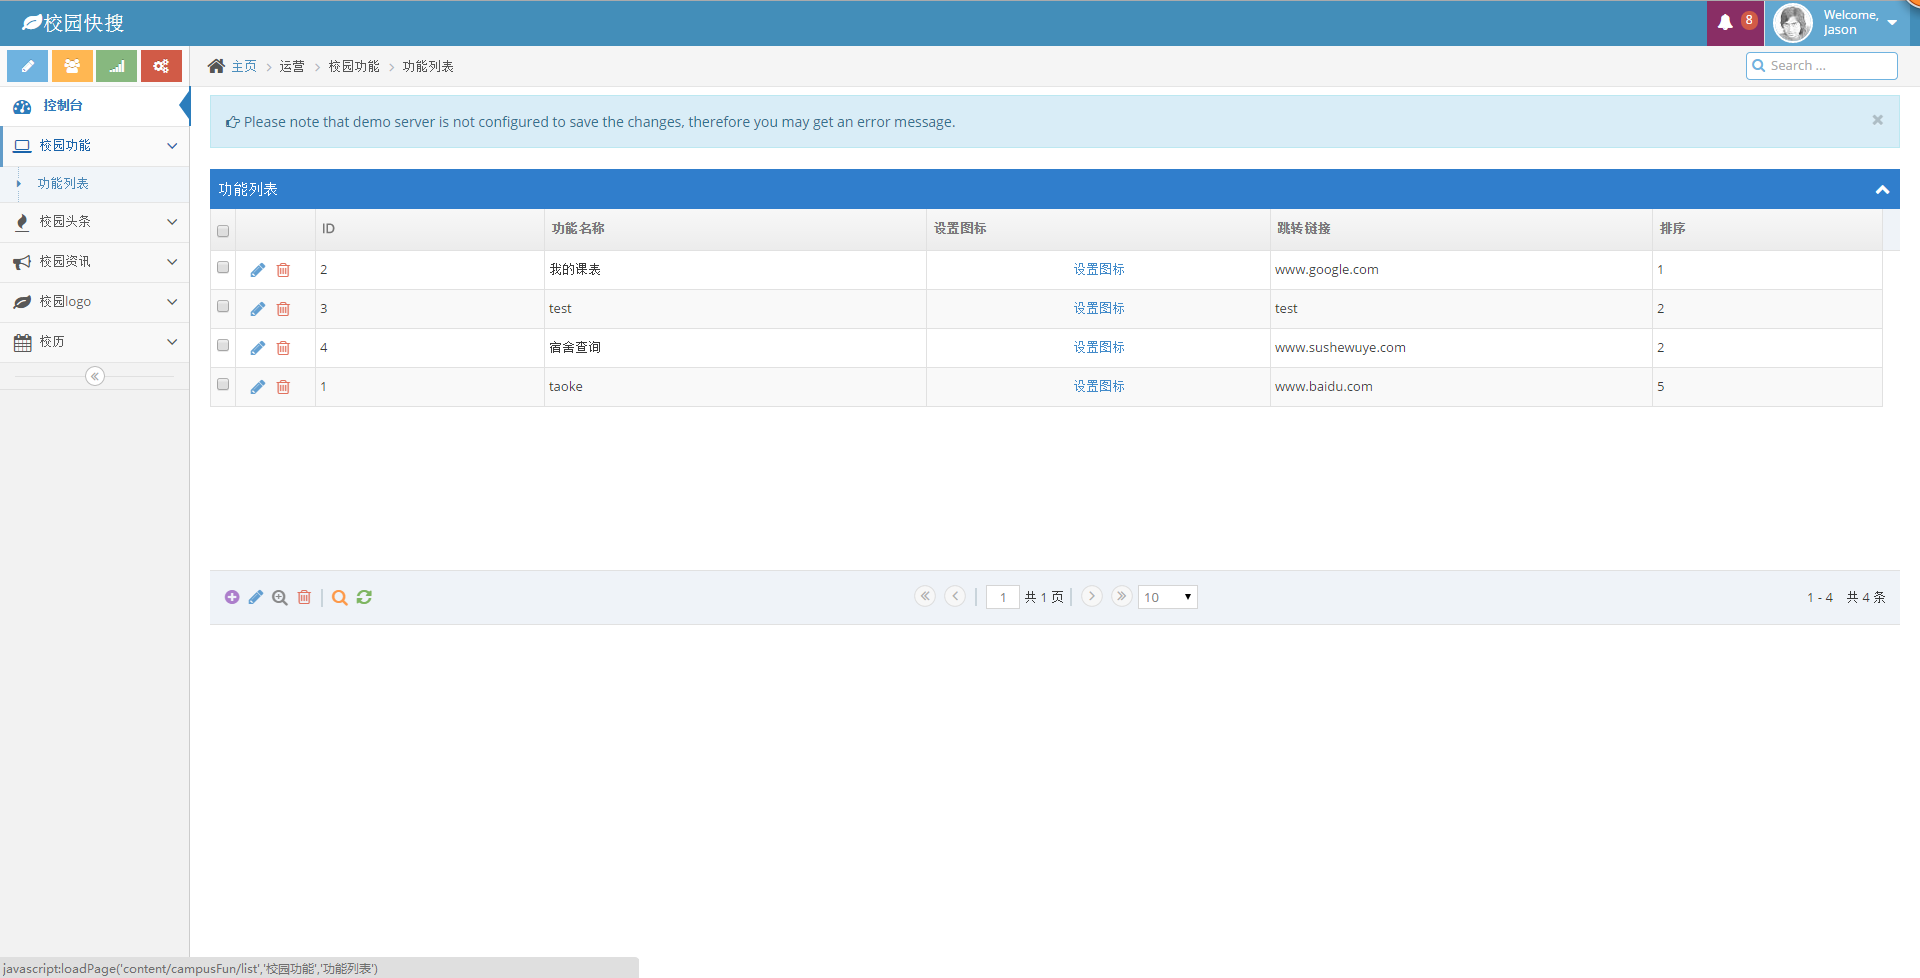 校园快搜
8
Welcome,
Jason
主页 运营 校园功能 功能列表
Search ...
控制台
校园功能
功能列表
校园头条
校园资讯
校园logo
校历
Please note that demo server is not configured to save the changes, therefore you may get an error message.
功能列表
ID 功能名称 设置图标 跳转链接 排序
2 我的课表 设置图标 www.google.com 1
3 test 设置图标 test 2
4 宿舍查询 设置图标 www.sushewuye.com 2
1 taoke 设置图标 www.baidu.com 5
1 共 1 页 10 1 - 4 共 4 条
javascript:loadPage('content/campusFun/list','校园功能','功能列表')